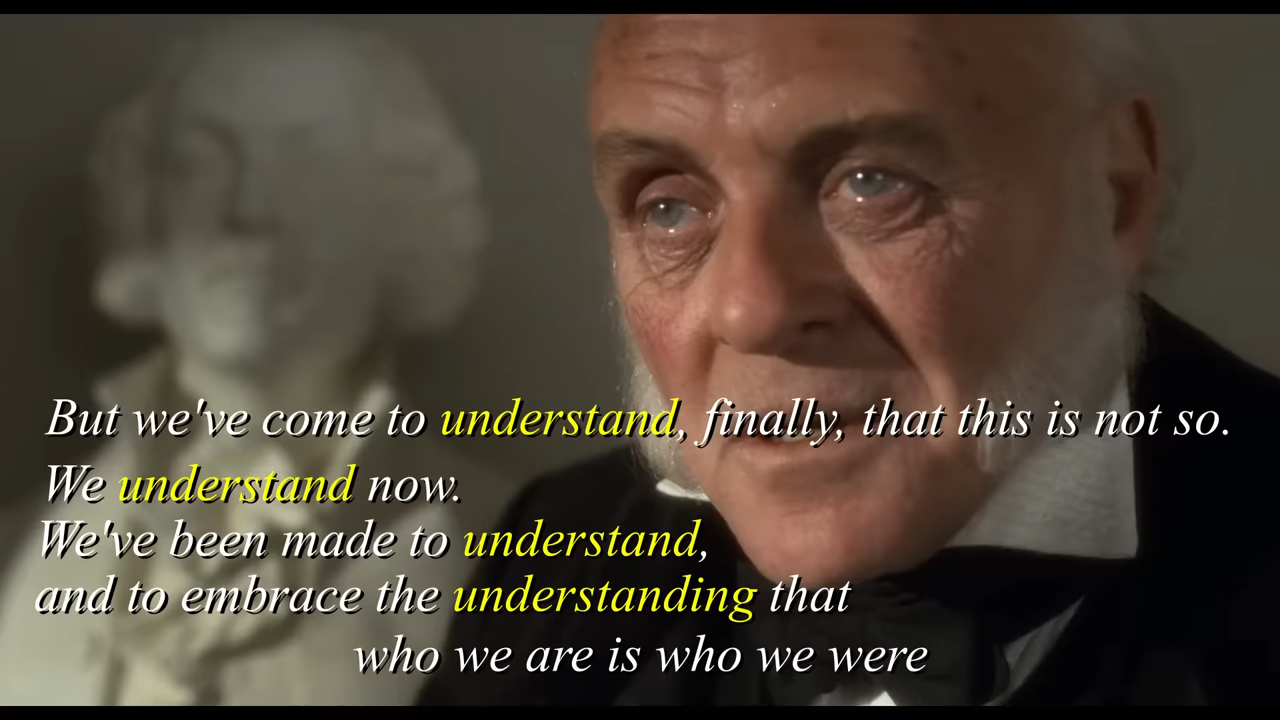 But we've come to understand, finally, that this is not so.
We understand now.
We've been made to understand,
and to embrace the understanding that
who we are is who we were